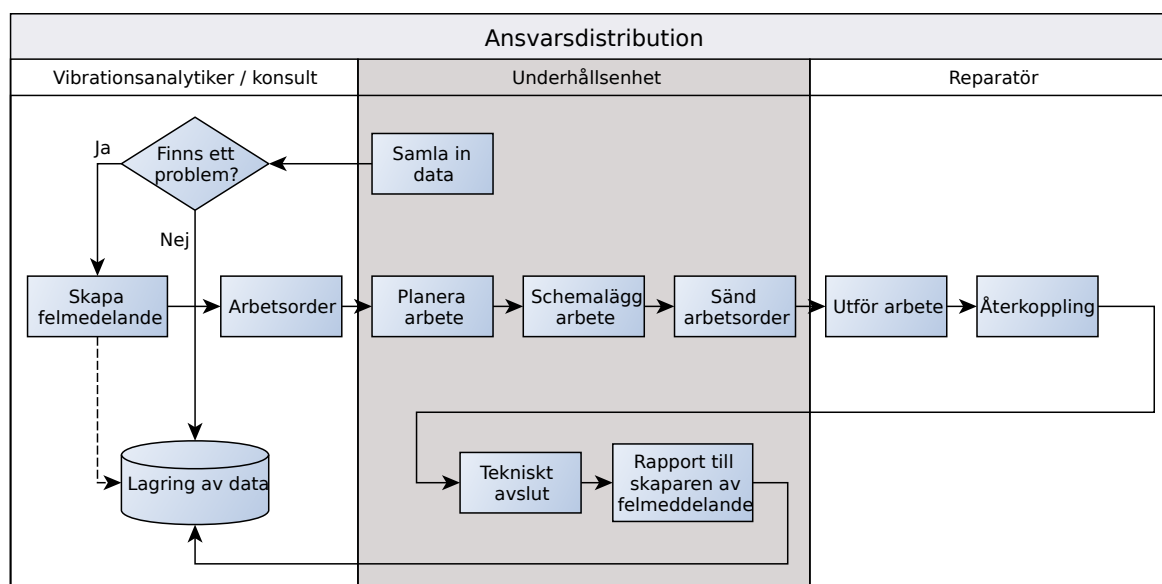 Ansvarsdistribution
Vibrationsanalytiker / konsult
Underhållsenhet
Reparatör
Ja
Finns ett
problem?
Samla in
data
Nej
Skapa
felmedelande
Arbetsorder
Planera
arbete
Schemalägg
arbete
Sänd
arbetsorder
Utför arbete
Återkoppling
Lagring av data
Tekniskt
avslut
Rapport till
skaparen av
felmeddelande